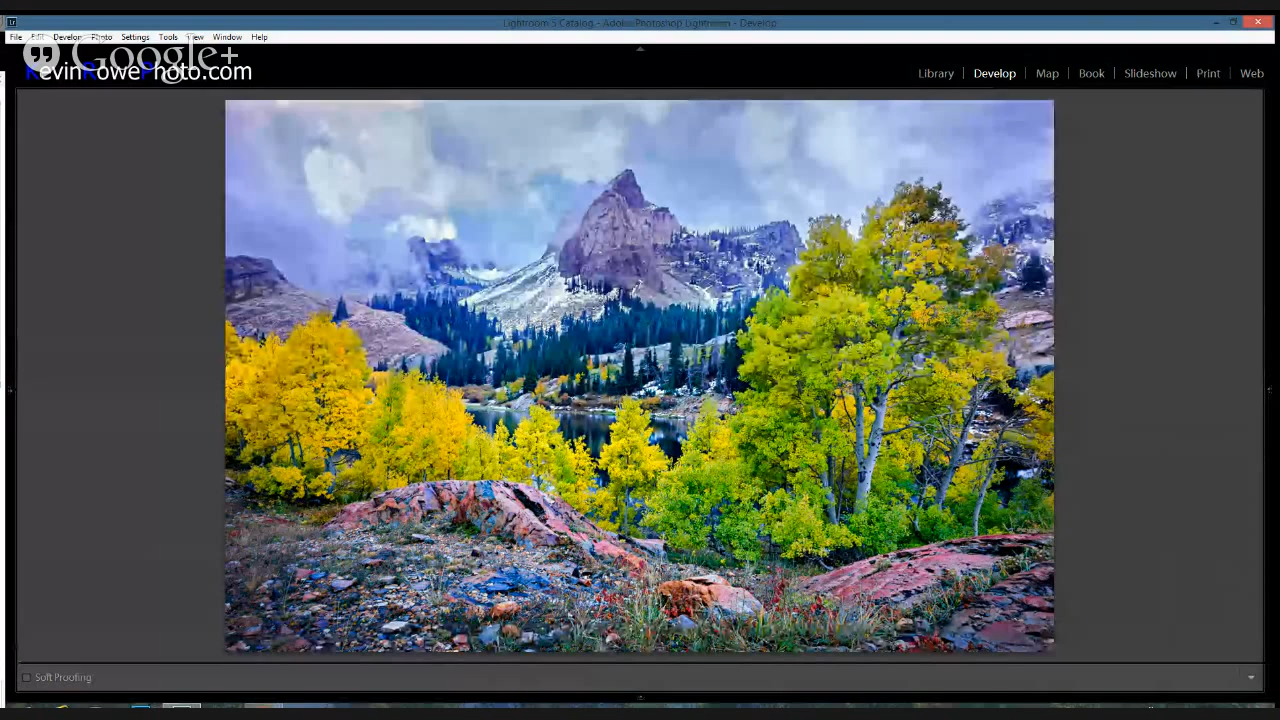 Lightroom 5 Catalog - Adobe Photoshop Lightroom - Develop
File Edit Develop Photo Settings Tools View Window Help
Google+
KevinRowePhoto.com
Library | Develop | Map | Book | Slideshow | Print | Web
Soft Proofing